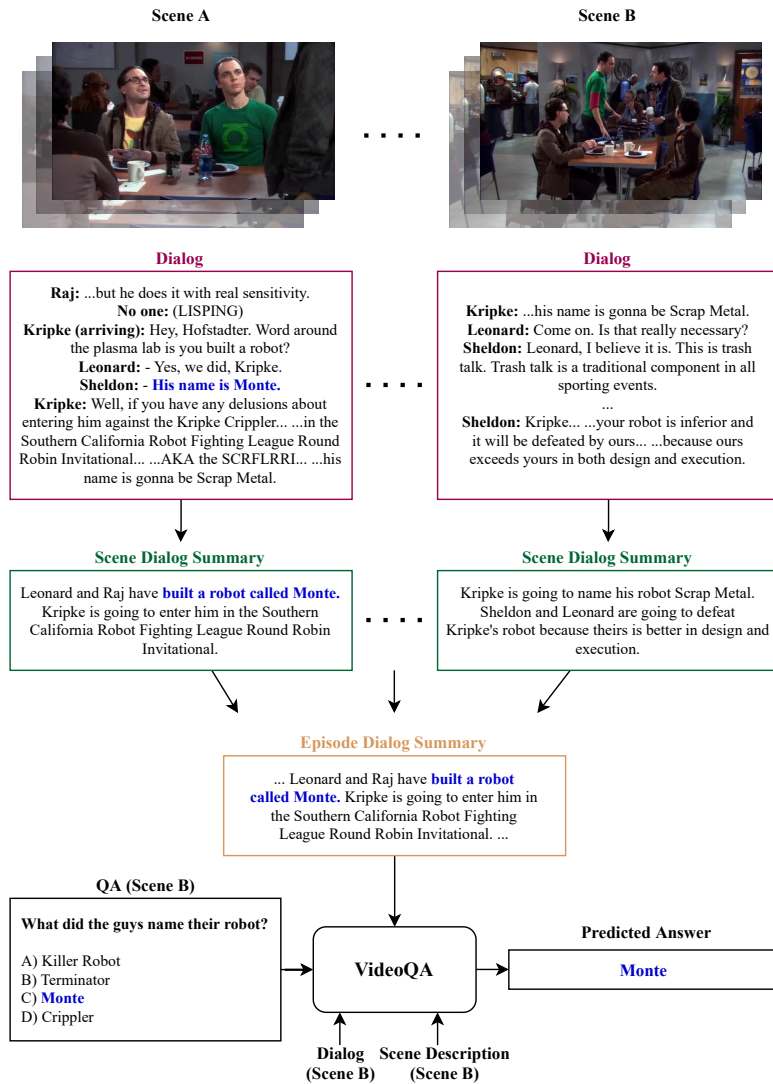 Scene A
Scene B
. . . .
Dialog
Raj: ...but he does it with real sensitivity.
No one: (LISPING)
Kripke (arriving): Hey, Hofstadter. Word around
the plasma lab is you built a robot?
Leonard: - Yes, we did, Kripke.
Sheldon: - His name is Monte.
Kripke: Well, if you have any delusions about
entering him against the Kripke Crippler... ...in the
Southern California Robot Fighting League Round
Robin Invitational... ...AKA the SCRFLRRI... ...his
name is gonna be Scrap Metal.
. . . .
Dialog
Kripke: ...his name is gonna be Scrap Metal.
Leonard: Come on. Is that really necessary?
Sheldon: Leonard, I believe it is. This is trash
talk. Trash talk is a traditional component in all
sporting events.
...
Sheldon: Kripke... ...your robot is inferior and
it will be defeated by ours... ...because ours
exceeds yours in both design and execution.
Scene Dialog Summary
Leonard and Raj have built a robot called Monte.
Kripke is going to enter him in the Southern
California Robot Fighting League Round Robin
Invitational.
. . . .
Scene Dialog Summary
Kripke is going to name his robot Scrap Metal.
Sheldon and Leonard are going to defeat
Kripke's robot because theirs is better in design and
execution.
Episode Dialog Summary
... Leonard and Raj have built a robot
called Monte. Kripke is going to enter him in
the Southern California Robot Fighting
League Round Robin Invitational. ...
QA (Scene B)
What did the guys name their robot?
A) Killer Robot
B) Terminator
C) Monte
D) Crippler
VideoQA
Predicted Answer
Monte
Dialog
(Scene B)
Scene Description
(Scene B)